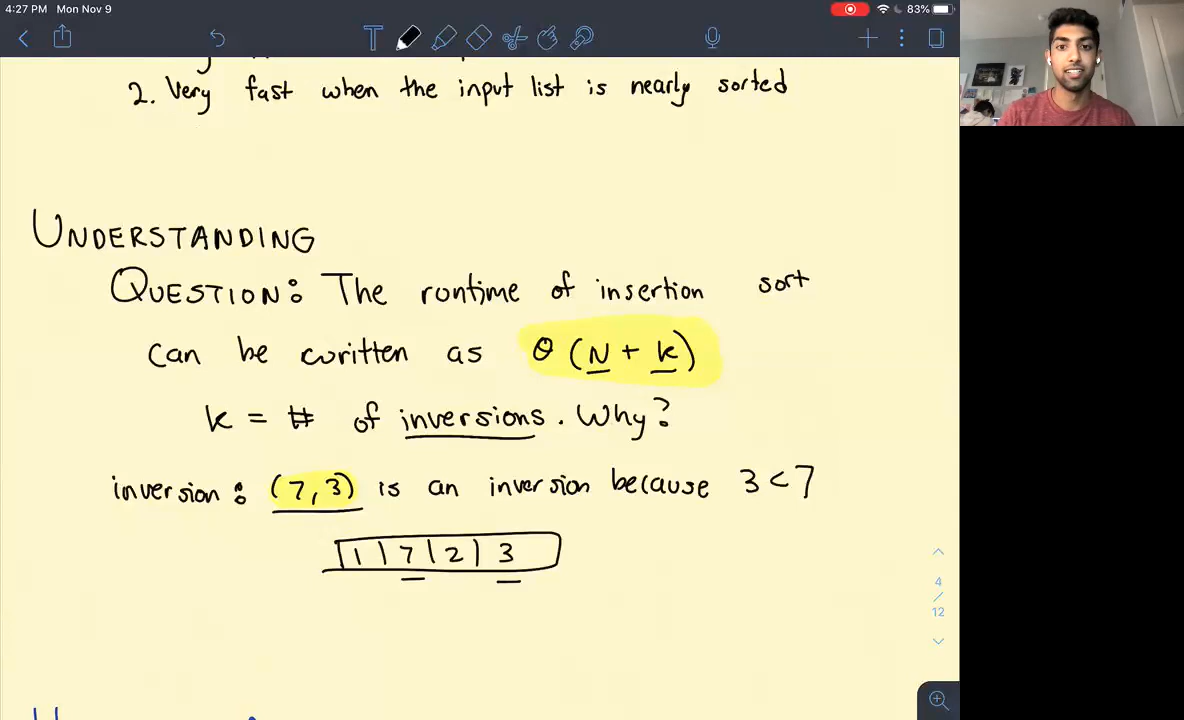 4:27 PM Mon Nov 9
83%
2. Very fast when the input list is nearly sorted
UNDERSTANDING
QUESTION: The runtime of insertion sort
can be written as Θ (N + k)
k = # of inversions. Why?
inversion: (7,3) is an inversion because 3<7
1 | 7 | 2 | 3
4
/
12